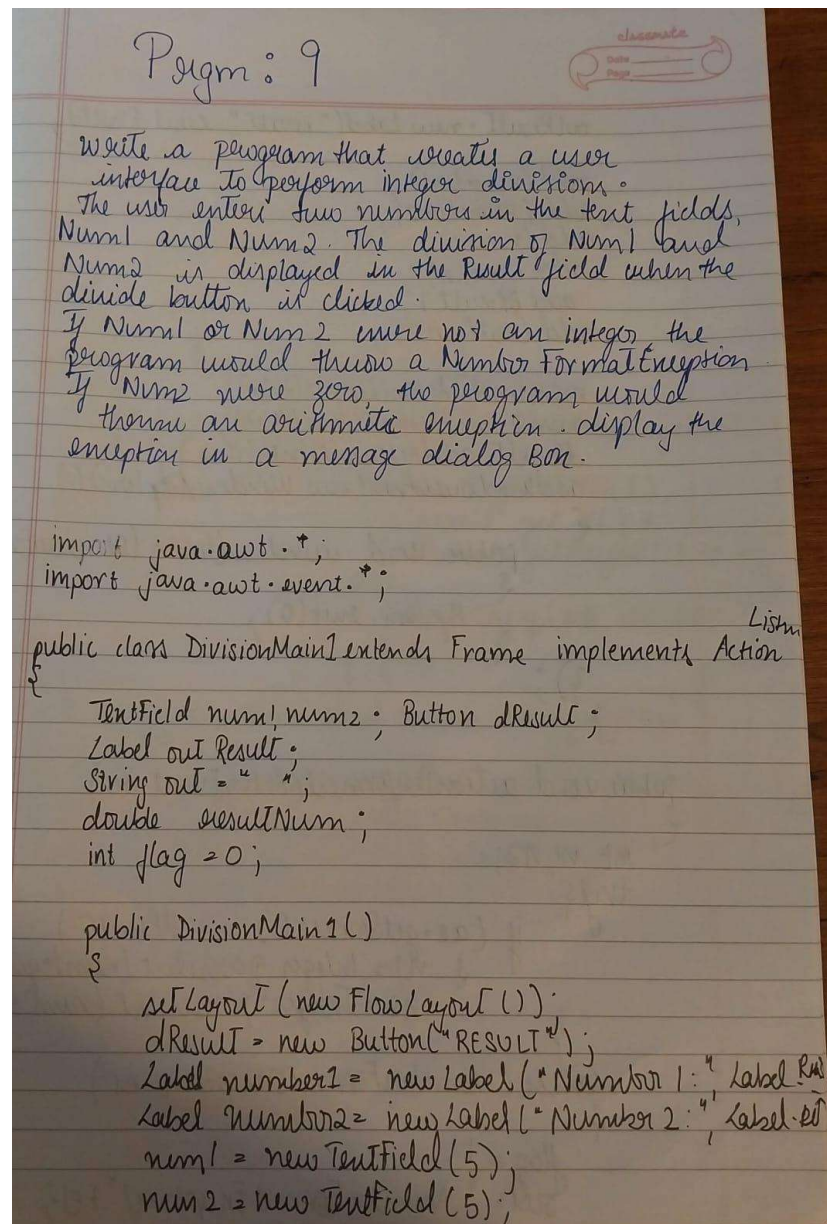 classmate
Date
Page
Prgm : 9
Write a program that creates a user
interface to perform integer divisions.
The user enters two numbers in the text fields,
Num1 and Num2. The division of Num1 and
Num2 is displayed in the Result field when the
divide button is clicked.
If Num1 or Num2 were not an integer, the
program would throw a Number Format Exception
If Num2 were zero, the program would
throw an arithmetic exception. display the
exception in a message dialog Box.
import java.awt.*;
import java.awt.event.*;
public class DivisionMain1 extends Frame implements Action
{
TextField num1, num2; Button dResult;
Label outResult;
String out = " ";
double resultNum;
int flag = 0;
public DivisionMain1()
{
setLayout (new FlowLayout ());
dResult = new Button("RESULT");
Label number1 = new Label ("Number 1:", Label.
Label number2 = new Label ("Number 2:", Label.
num1 = new TextField (5);
num2 = new TextField (5);